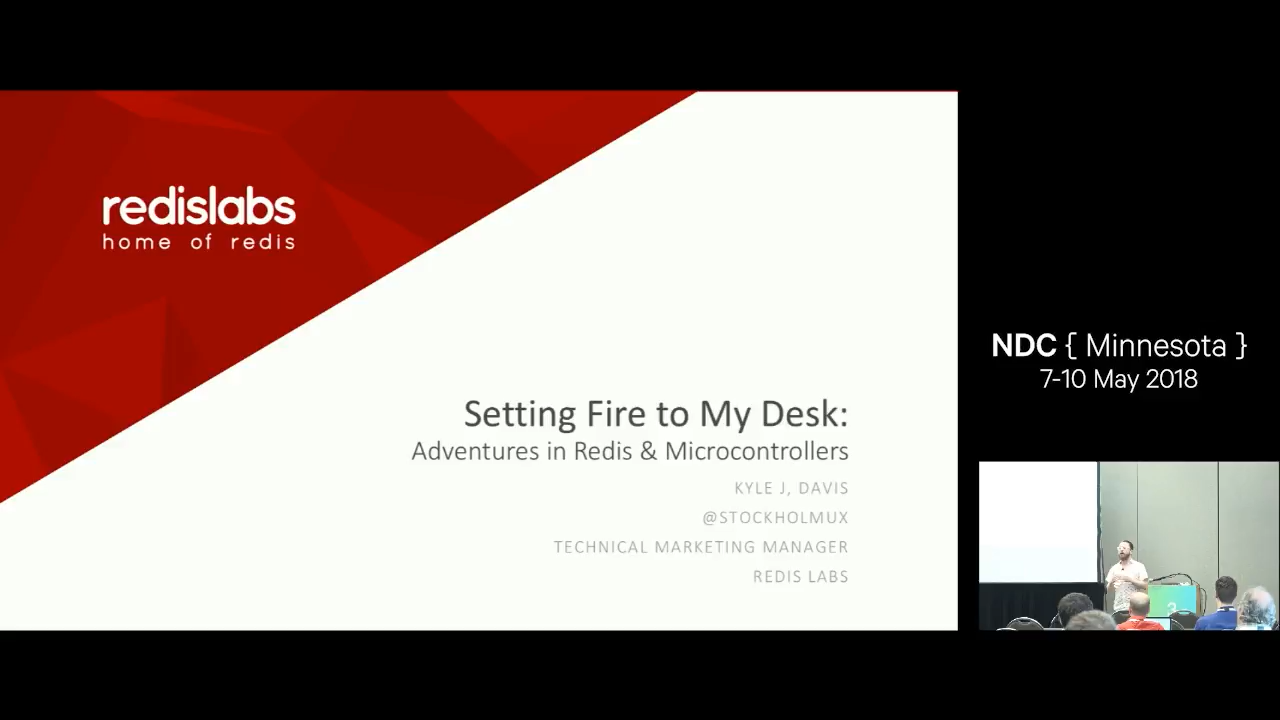 redislabs
home of redis
Setting Fire to My Desk:
Adventures in Redis & Microcontrollers
KYLE J, DAVIS
@STOCKHOLMUX
TECHNICAL MARKETING MANAGER
REDIS LABS
NDC { Minnesota }
7-10 May 2018
3